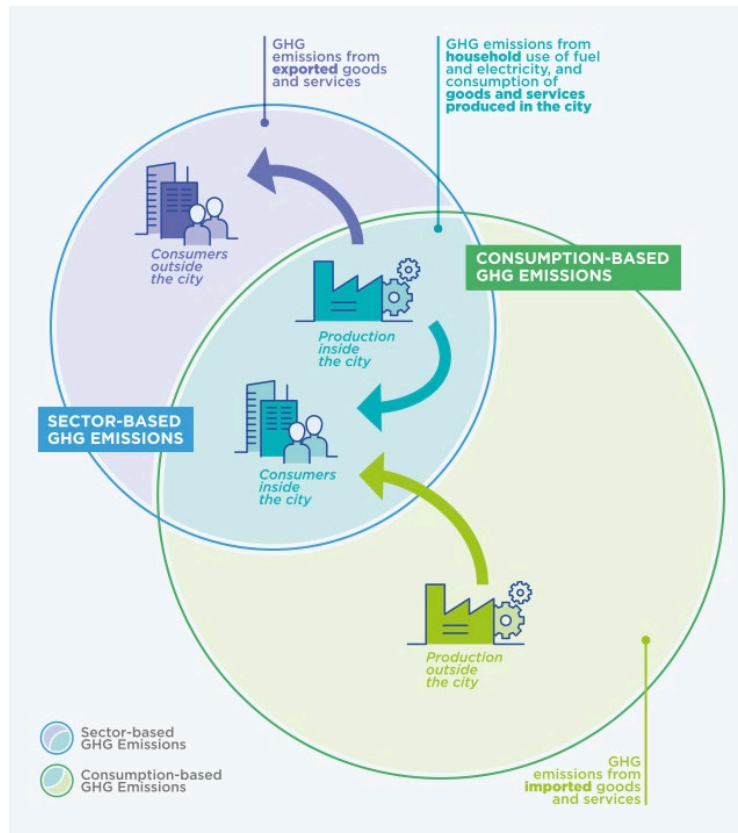 GHG
emissions from
exported goods
and services
GHG emissions from
household use of fuel
and electricity, and
consumption of
goods and services
produced in the city
Consumers
outside
the city
CONSUMPTION-BASED
GHG EMISSIONS
Production
inside
the city
SECTOR-BASED
GHG EMISSIONS
Consumers
inside
the city
Production
outside
the city
Sector-based
GHG Emissions
Consumption-based
GHG Emissions
GHG
emissions from
imported goods
and services